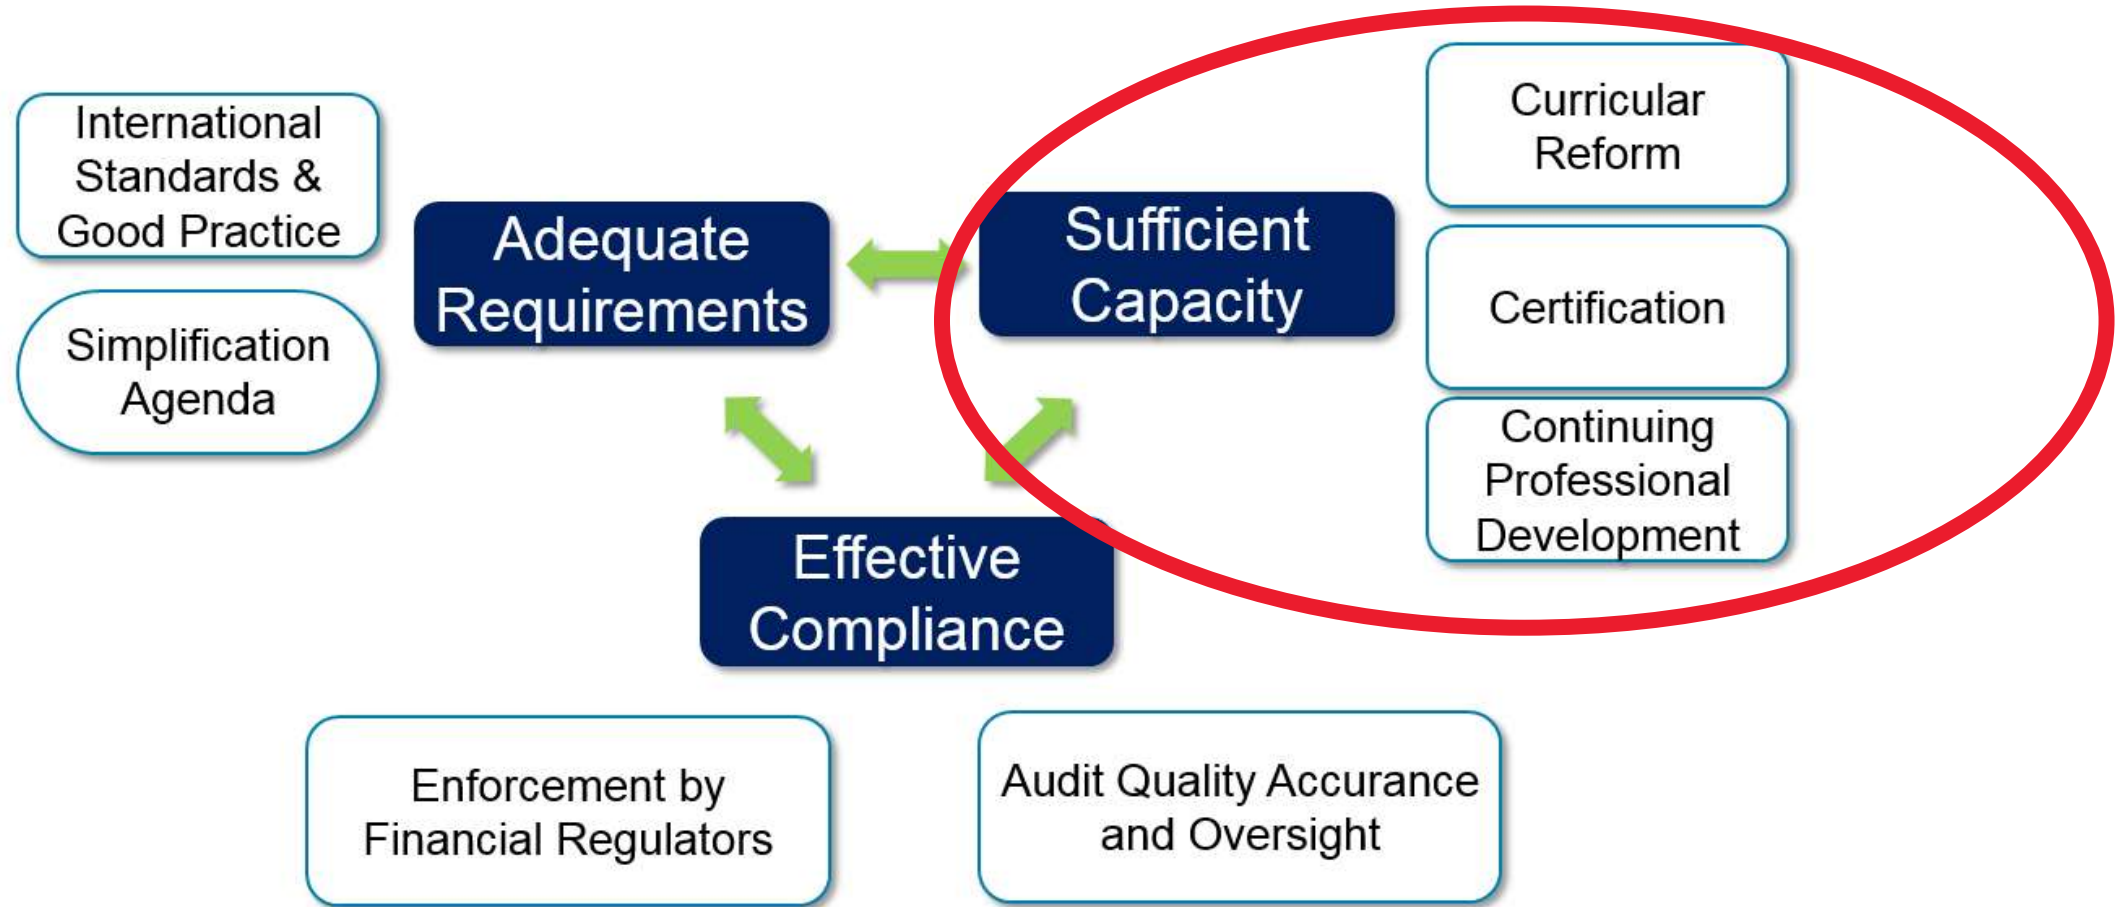 International
Standards &
Good Practice
Simplification
Agenda
Adequate
Requirements
Sufficient
Capacity
Curricular
Reform
Certification
Continuing
Professional
Development
Effective
Compliance
Enforcement by
Financial Regulators
Audit Quality Accurance
and Oversight